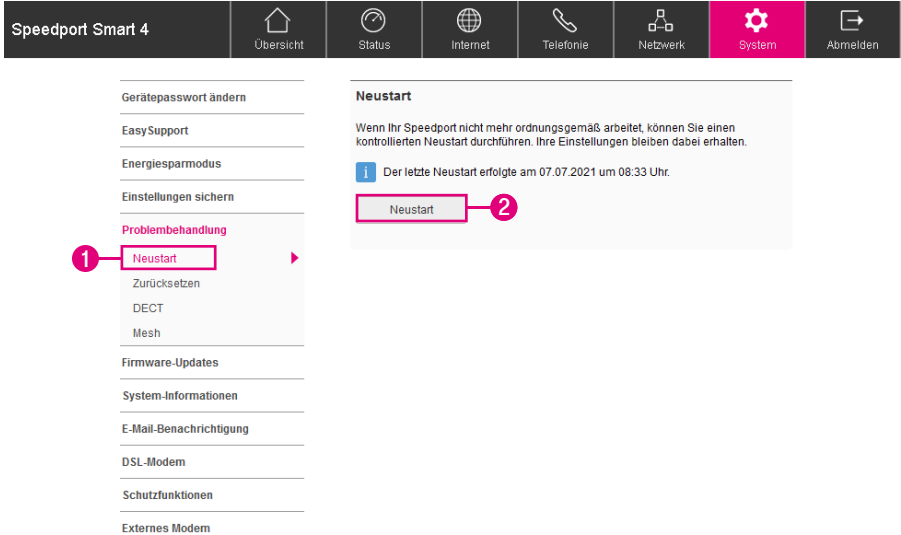 Speedport Smart 4
Übersicht
Status
Internet
Telefonie
Netzwerk
System
Abmelden
Gerätepasswort ändern
EasySupport
Energiesparmodus
Einstellungen sichern
Problembehandlung
1
Neustart
Zurücksetzen
DECT
Mesh
Firmware-Updates
System-Informationen
E-Mail-Benachrichtigung
DSL-Modem
Schutzfunktionen
Externes Modem
Neustart
Wenn Ihr Speedport nicht mehr ordnungsgemäß arbeitet, können Sie einen
kontrollierten Neustart durchführen. Ihre Einstellungen bleiben dabei erhalten.
i Der letzte Neustart erfolgte am 07.07.2021 um 08:33 Uhr.
Neustart
2